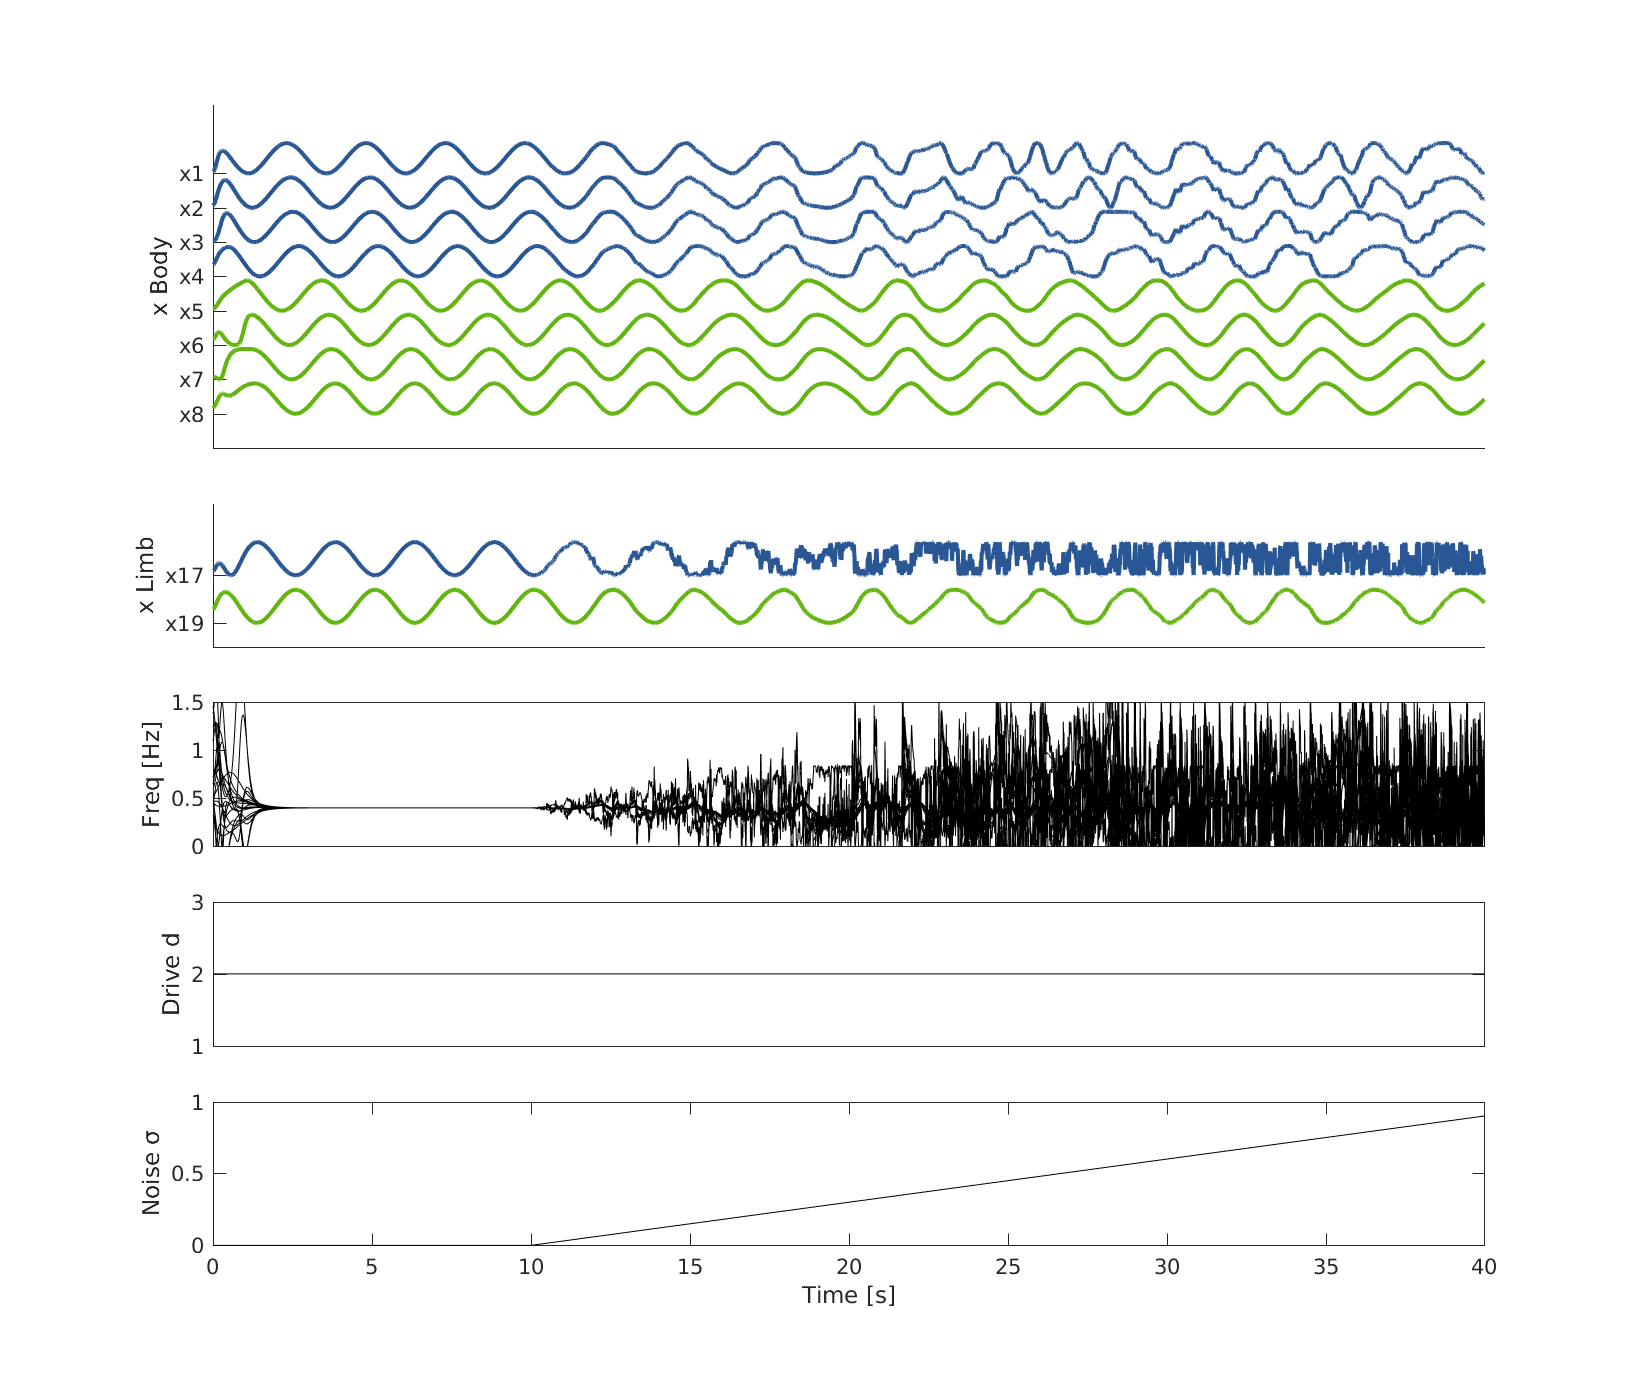 x Body
x1
x2
x3
x4
x5
x6
x7
x8
x Limb
x17
x19
Freq [Hz]
1.5
1
0.5
0
Drive d
3
2
1
Noise σ
1
0.5
0
0 5 10 15 20 25 30 35 40
Time [s]